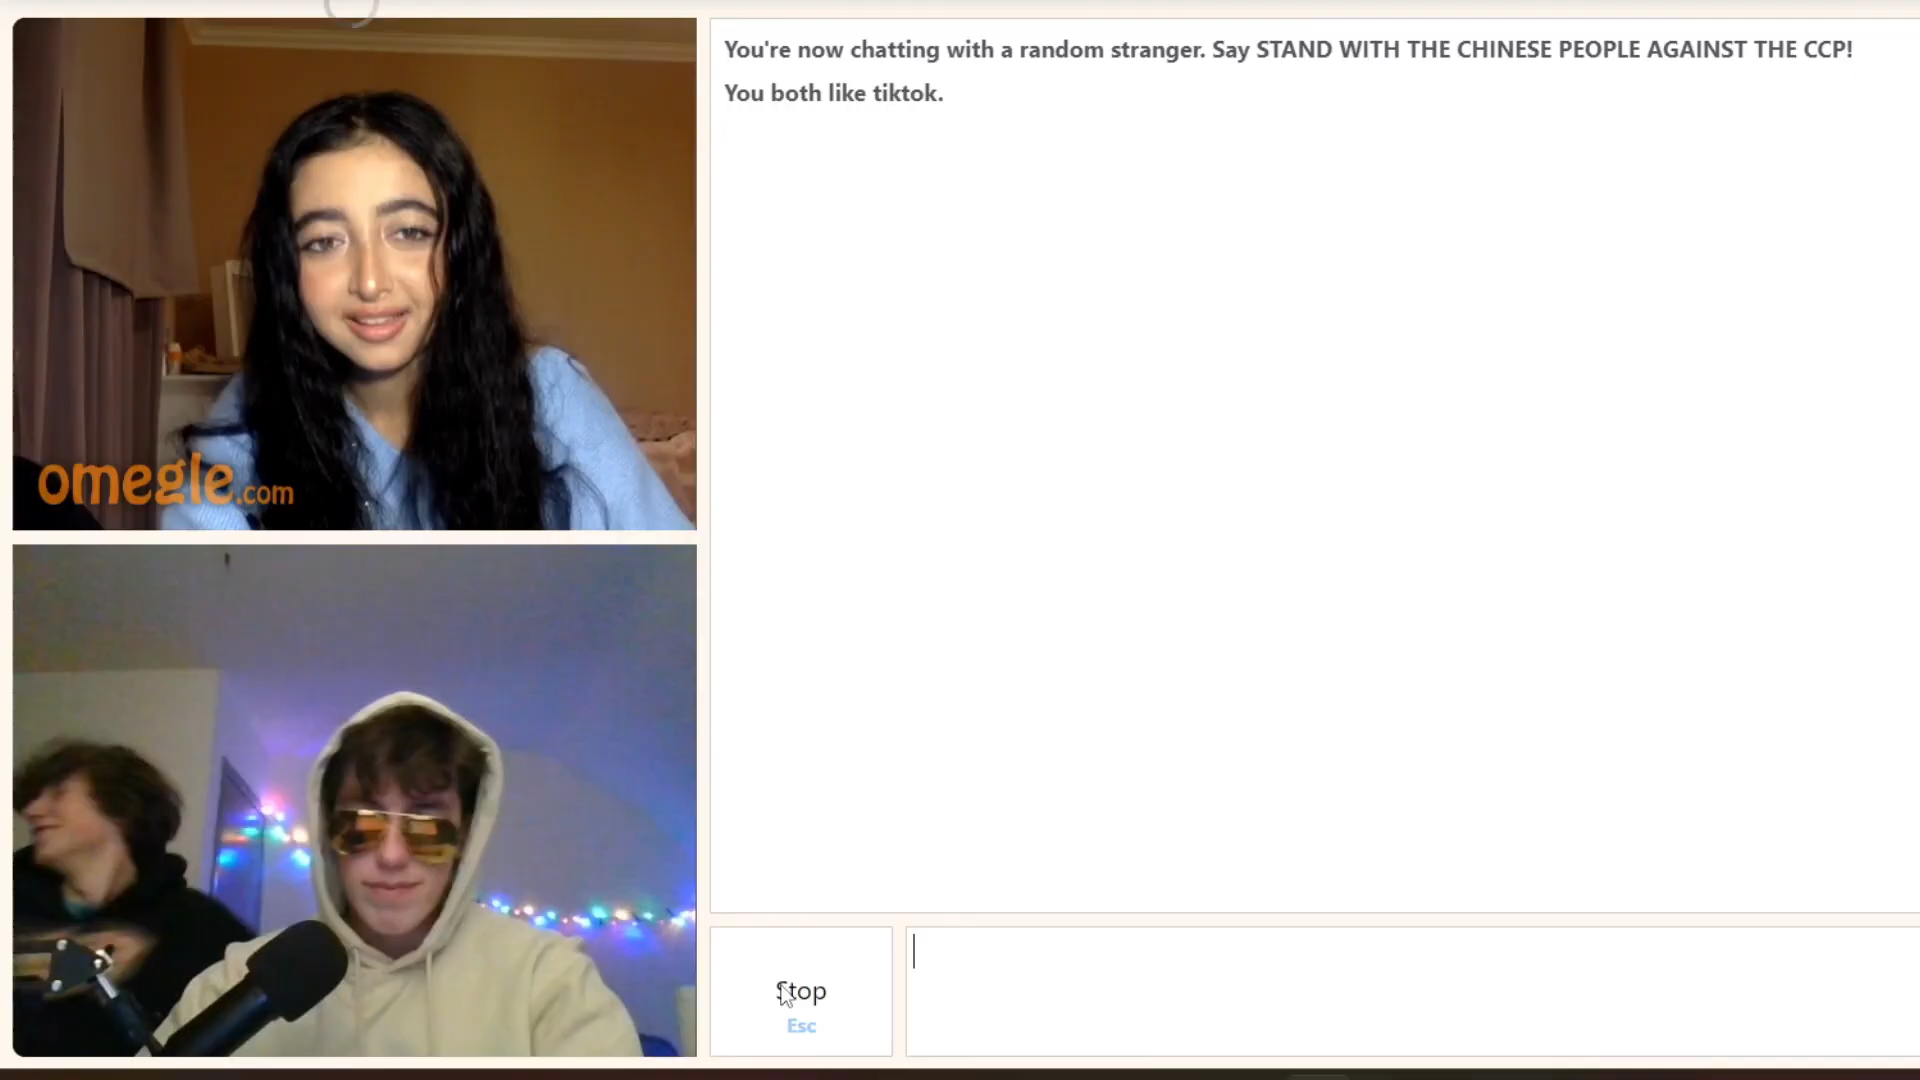 You're now chatting with a random stranger. Say STAND WITH THE CHINESE PEOPLE AGAINST THE CCP!
You both like tiktok.
omegle.com
Stop
Esc